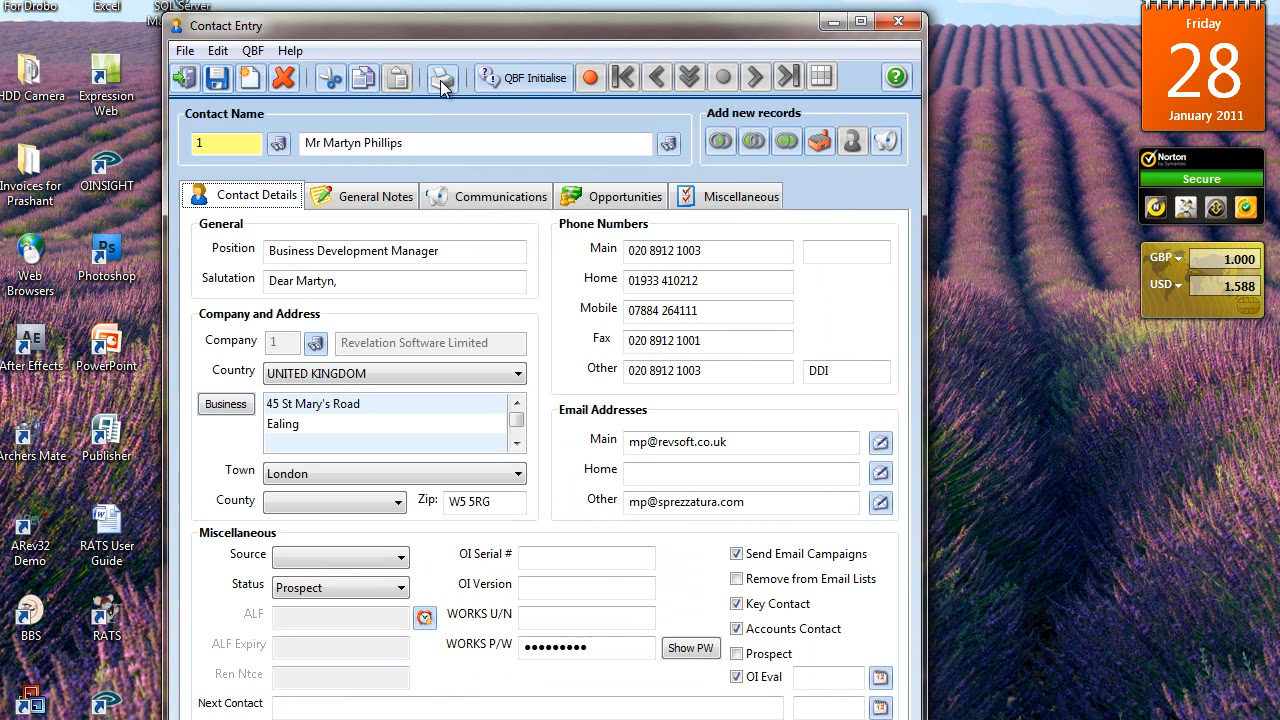 For Drobo
Excel
SQL Server
HDD Camera
Expression
Web
Invoices for
Prashant
OINSIGHT
Web
Browsers
Photoshop
After Effects
PowerPoint
Archers Mate
Publisher
ARev32
Demo
RATS User
Guide
BBS
RATS
Contact Entry
File Edit QBF Help
QBF Initialise
Contact Name
Add new records
1 Mr Martyn Phillips
Contact Details General Notes Communications Opportunities Miscellaneous
General
Position Business Development Manager
Salutation Dear Martyn,
Company and Address
Company 1 Revelation Software Limited
Country UNITED KINGDOM
Business 45 St Mary's Road
Ealing
Town London
County Zip: W5 5RG
Phone Numbers
Main 020 8912 1003
Home 01933 410212
Mobile 07884 264111
Fax 020 8912 1001
Other 020 8912 1003 DDI
Email Addresses
Main mp@revsoft.co.uk
Home
Other mp@sprezzatura.com
Miscellaneous
Source
Status Prospect
ALF
ALF Expiry
Ren Ntce
Next Contact
OI Serial #
OI Version
WORKS U/N
WORKS P/W ●●●●●●●●● Show PW
Send Email Campaigns
Remove from Email Lists
Key Contact
Accounts Contact
Prospect
OI Eval
Friday
28
January 2011
Norton
by Symantec
Secure
GBP 1.000
USD 1.588